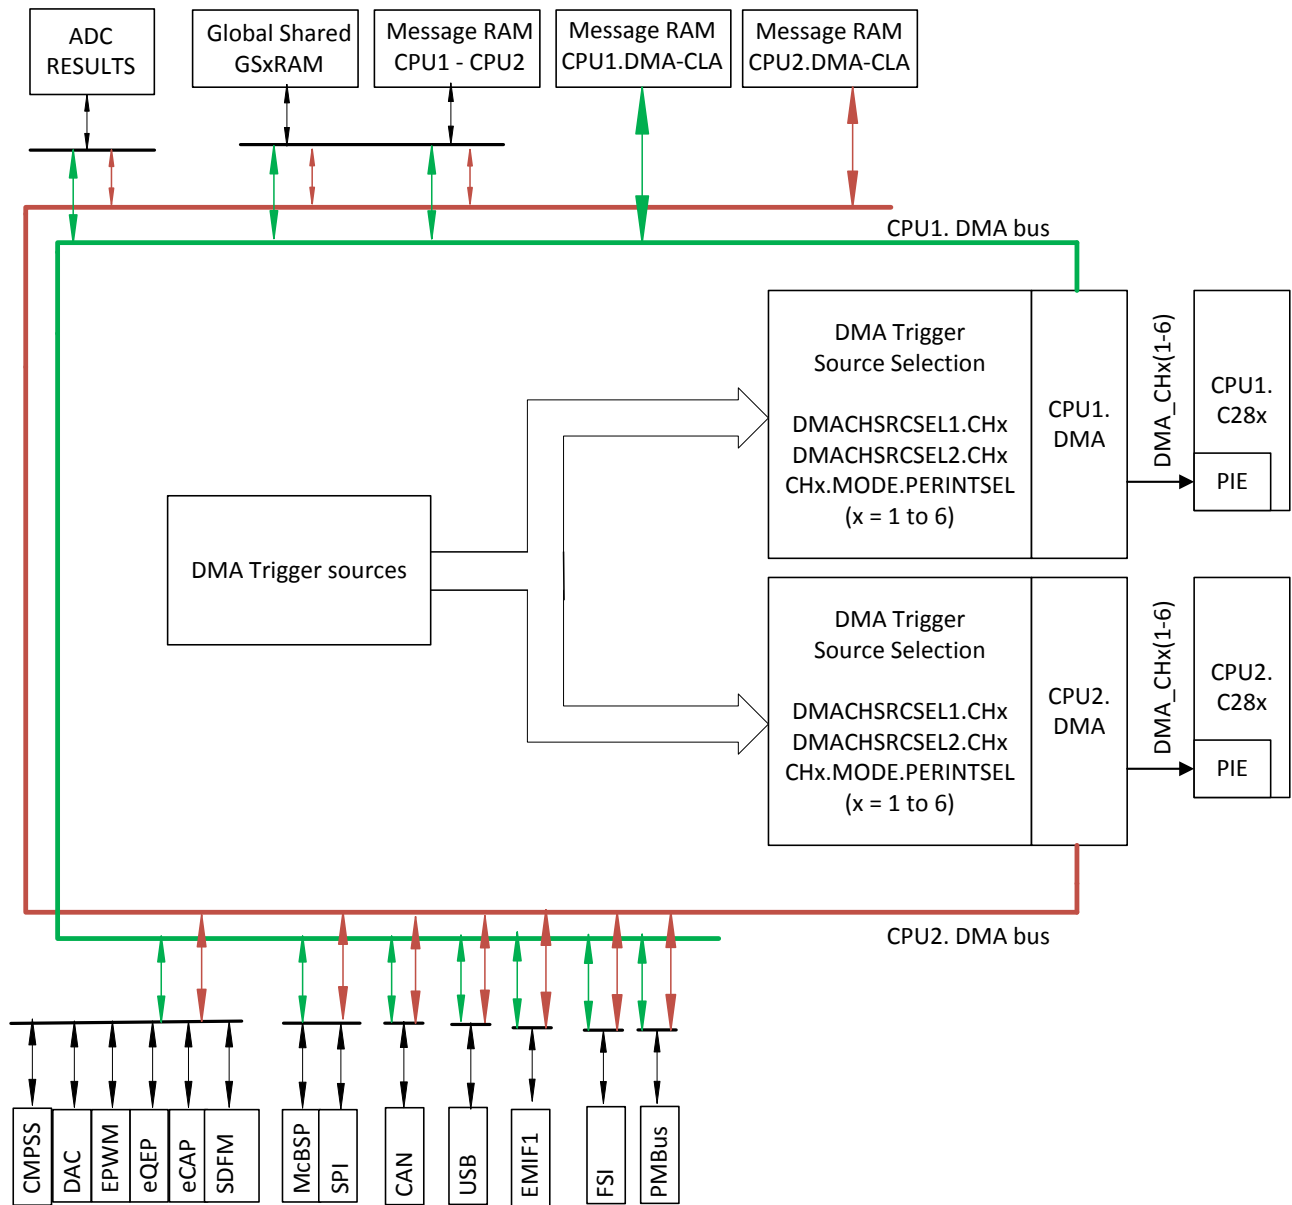 ADC
RESULTS
Global Shared
GSxRAM
Message RAM
CPU1 - CPU2
Message RAM
CPU1.DMA-CLA
Message RAM
CPU2.DMA-CLA
CPU1. DMA bus
DMA Trigger
Source Selection
DMACHSRCSEL1.CHx
DMACHSRCSEL2.CHx
CHx.MODE.PERINTSEL
(x = 1 to 6)
CPU1.
DMA
DMA_CHx(1-6)
CPU1.
C28x
PIE
DMA Trigger sources
DMA Trigger
Source Selection
DMACHSRCSEL1.CHx
DMACHSRCSEL2.CHx
CHx.MODE.PERINTSEL
(x = 1 to 6)
CPU2.
DMA
DMA_CHx(1-6)
CPU2.
C28x
PIE
CPU2. DMA bus
CMPSS
DAC
EPWM
eQEP
eCAP
SDFM
McBSP
SPI
CAN
USB
EMIF1
FSI
PMBus